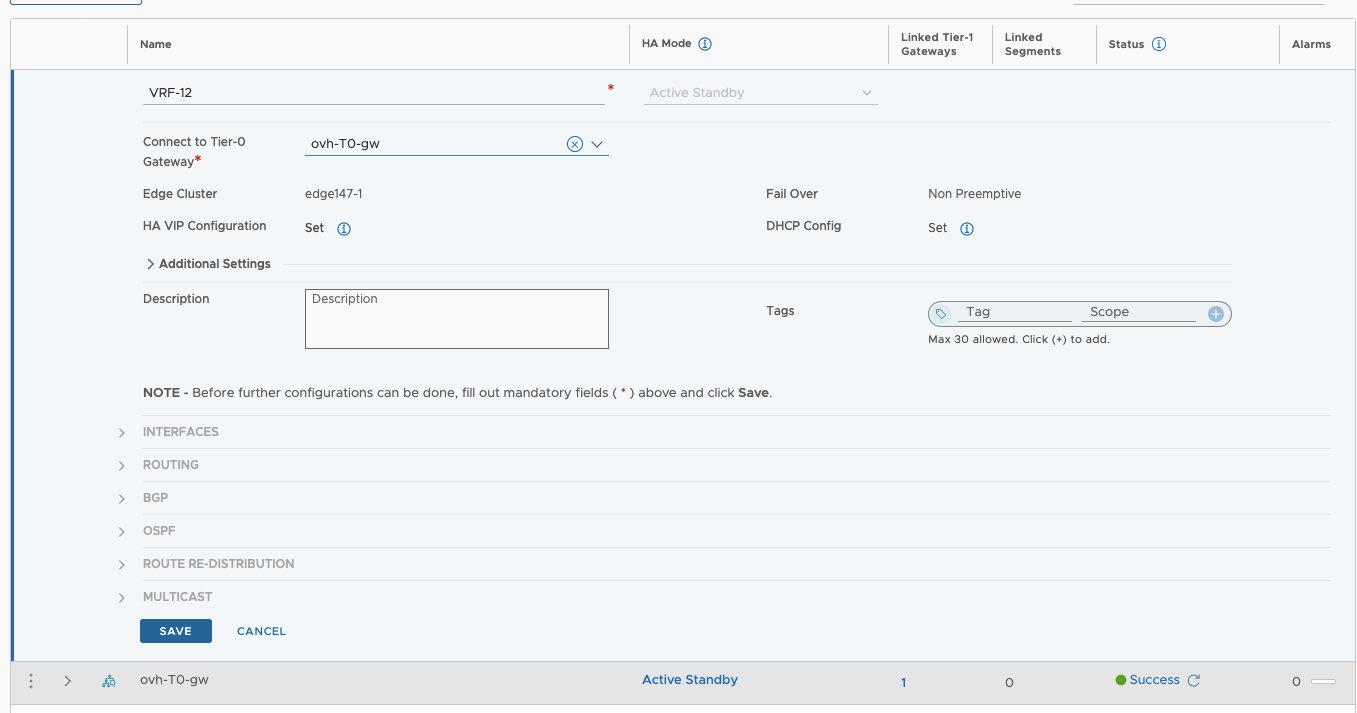 Name
HA Mode
Linked Tier-1
Gateways
Linked
Segments
Status
Alarms
VRF-12 *
Active Standby
Connect to Tier-0
Gateway*
ovh-T0-gw
Edge Cluster
edge147-1
Fail Over
Non Preemptive
HA VIP Configuration
Set
DHCP Config
Set
Additional Settings
Description
Description
Tags
Tag
Scope
Max 30 allowed. Click (+) to add.
NOTE - Before further configurations can be done, fill out mandatory fields ( * ) above and click Save.
INTERFACES
ROUTING
BGP
OSPF
ROUTE RE-DISTRIBUTION
MULTICAST
SAVE
CANCEL
ovh-T0-gw
Active Standby
1
0
Success
0